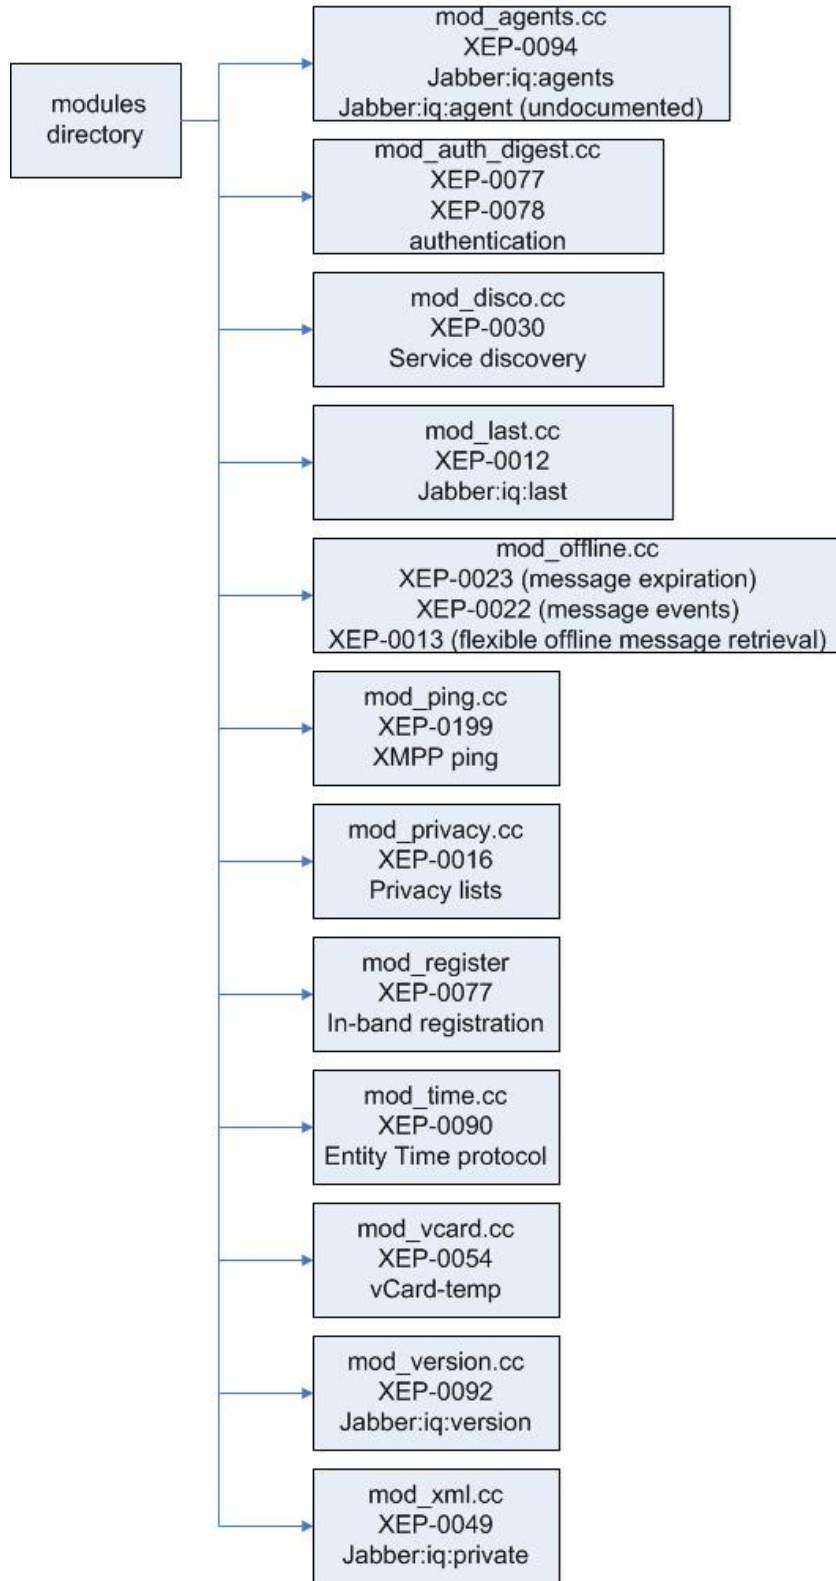 modules
directory
mod_agents.cc
XEP-0094
Jabber:iq:agents
Jabber:iq:agent (undocumented)
mod_auth_digest.cc
XEP-0077
XEP-0078
authentication
mod_disco.cc
XEP-0030
Service discovery
mod_last.cc
XEP-0012
Jabber:iq:last
mod_offline.cc
XEP-0023 (message expiration)
XEP-0022 (message events)
XEP-0013 (flexible offline message retrieval)
mod_ping.cc
XEP-0199
XMPP ping
mod_privacy.cc
XEP-0016
Privacy lists
mod_register
XEP-0077
In-band registration
mod_time.cc
XEP-0090
Entity Time protocol
mod_vcard.cc
XEP-0054
vCard-temp
mod_version.cc
XEP-0092
Jabber:iq:version
mod_xml.cc
XEP-0049
Jabber:iq:private